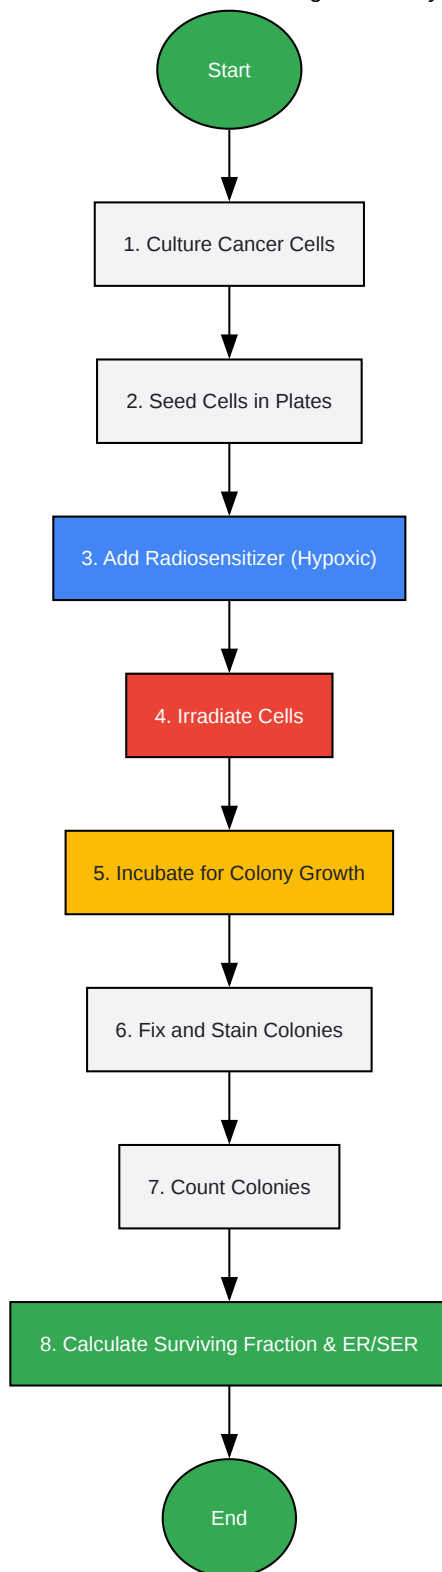 Start
1. Culture Cancer Cells
2. Seed Cells in Plates
3. Add Radiosensitizer (Hypoxic)
4. Irradiate Cells
5. Incubate for Colony Growth
6. Fix and Stain Colonies
7. Count Colonies
8. Calculate Surviving Fraction & ER/SER
End